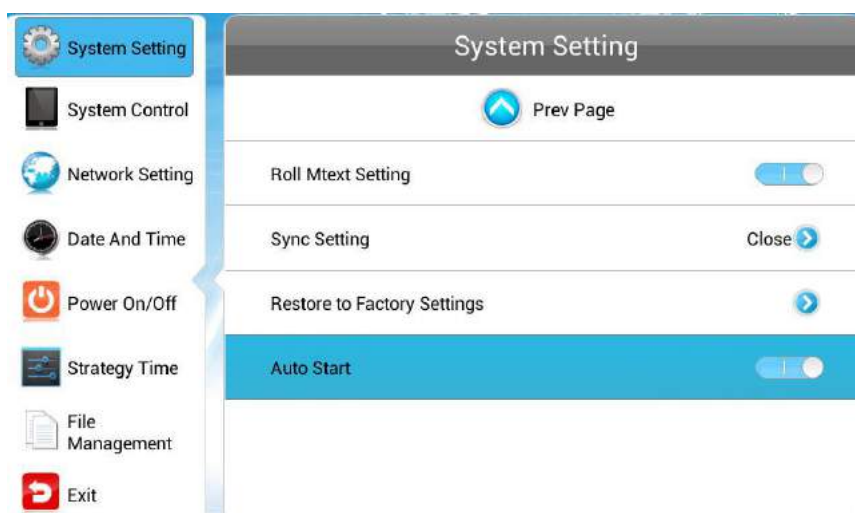 System Setting
System Control
Network Setting
Date And Time
Power On/Off
Strategy Time
File
Management
Exit
System Setting
Prev Page
Roll Mtext Setting
Sync Setting
Close
Restore to Factory Settings
Auto Start